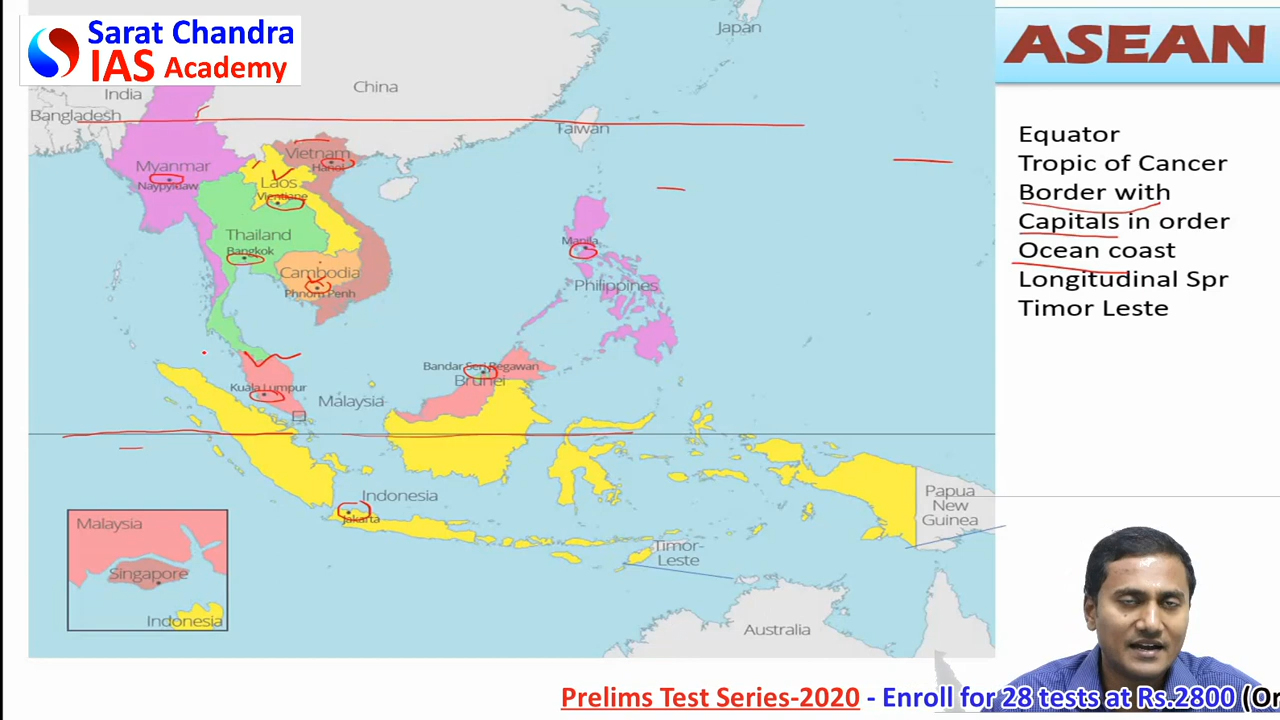 Sarat Chandra
IAS Academy
ASEAN
Japan
India
China
Bangladesh
Taiwan
Equator
Tropic of Cancer
Border with
Capitals in order
Ocean coast
Longitudinal Spr
Timor Leste
Vietnam
Hanoi
Myanmar
Naypyidaw
Laos
Vientiane
Thailand
Bangkok
Manila
Cambodia
Phnom Penh
Philippines
Bandar Seri Begawan
Brunei
Kuala Lumpur
Malaysia
Indonesia
Jakarta
Papua
New
Guinea
Malaysia
Singapore
Indonesia
Timor-
Leste
Australia
Prelims Test Series-2020 - Enroll for 28 tests at Rs.2800 (Or